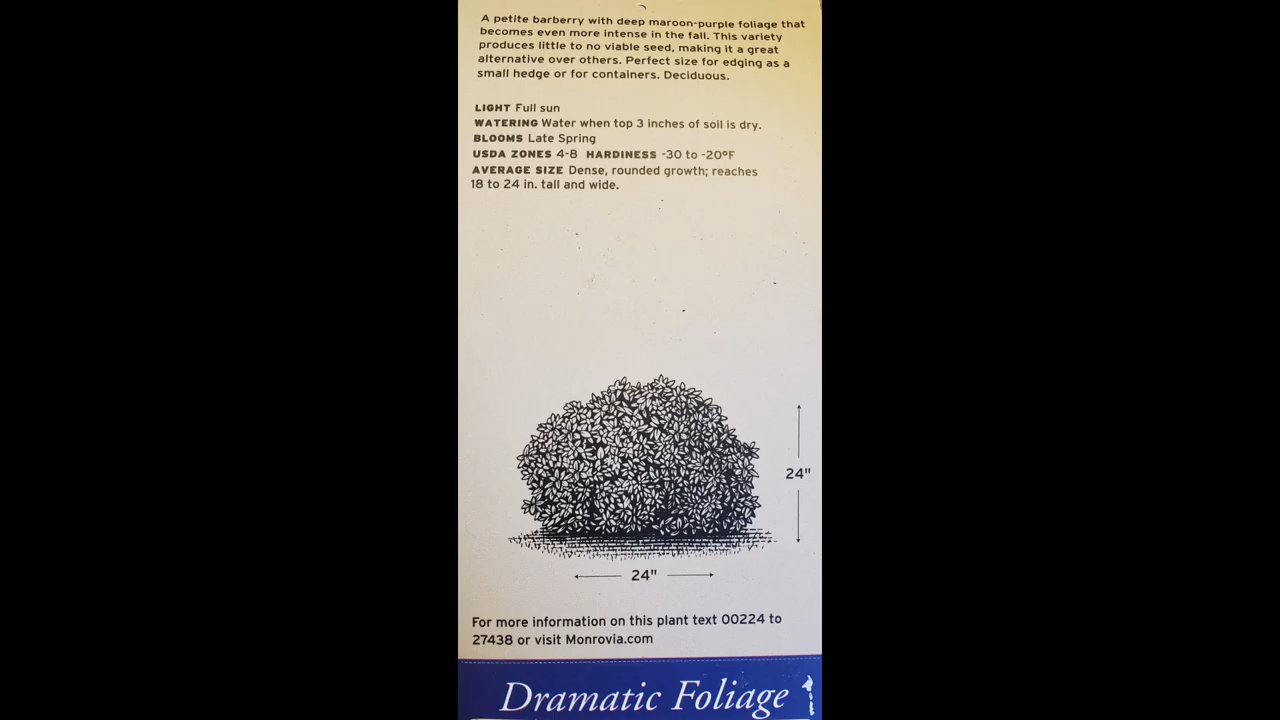 A petite barberry with deep maroon-purple foliage that
becomes even more intense in the fall. This variety
produces little to no viable seed, making it a great
alternative over others. Perfect size for edging as a
small hedge or for containers. Deciduous.
LIGHT Full sun
WATERING Water when top 3 inches of soil is dry.
BLOOMS Late Spring
USDA ZONES 4-8 HARDINESS -30 to -20°F
AVERAGE SIZE Dense, rounded growth; reaches
18 to 24 in. tall and wide.
24"
24"
For more information on this plant text 00224 to
27438 or visit Monrovia.com
Dramatic Foliage